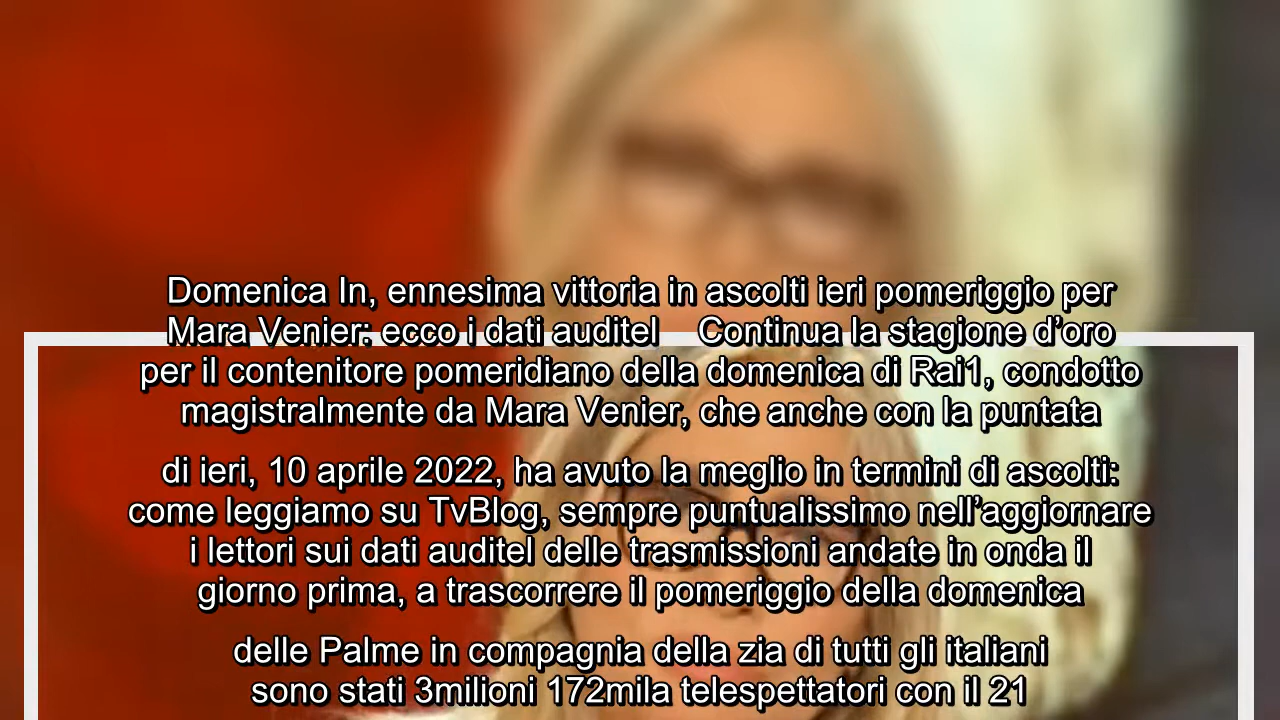 Domenica In, ennesima vittoria in ascolti ieri pomeriggio per
Mara Venier: ecco i dati auditel    Continua la stagione d’oro
per il contenitore pomeridiano della domenica di Rai1, condotto
magistralmente da Mara Venier, che anche con la puntata
di ieri, 10 aprile 2022, ha avuto la meglio in termini di ascolti:
come leggiamo su TvBlog, sempre puntualissimo nell’aggiornare
i lettori sui dati auditel delle trasmissioni andate in onda il
giorno prima, a trascorrere il pomeriggio della domenica
delle Palme in compagnia della zia di tutti gli italiani
sono stati 3milioni 172mila telespettatori con il 21